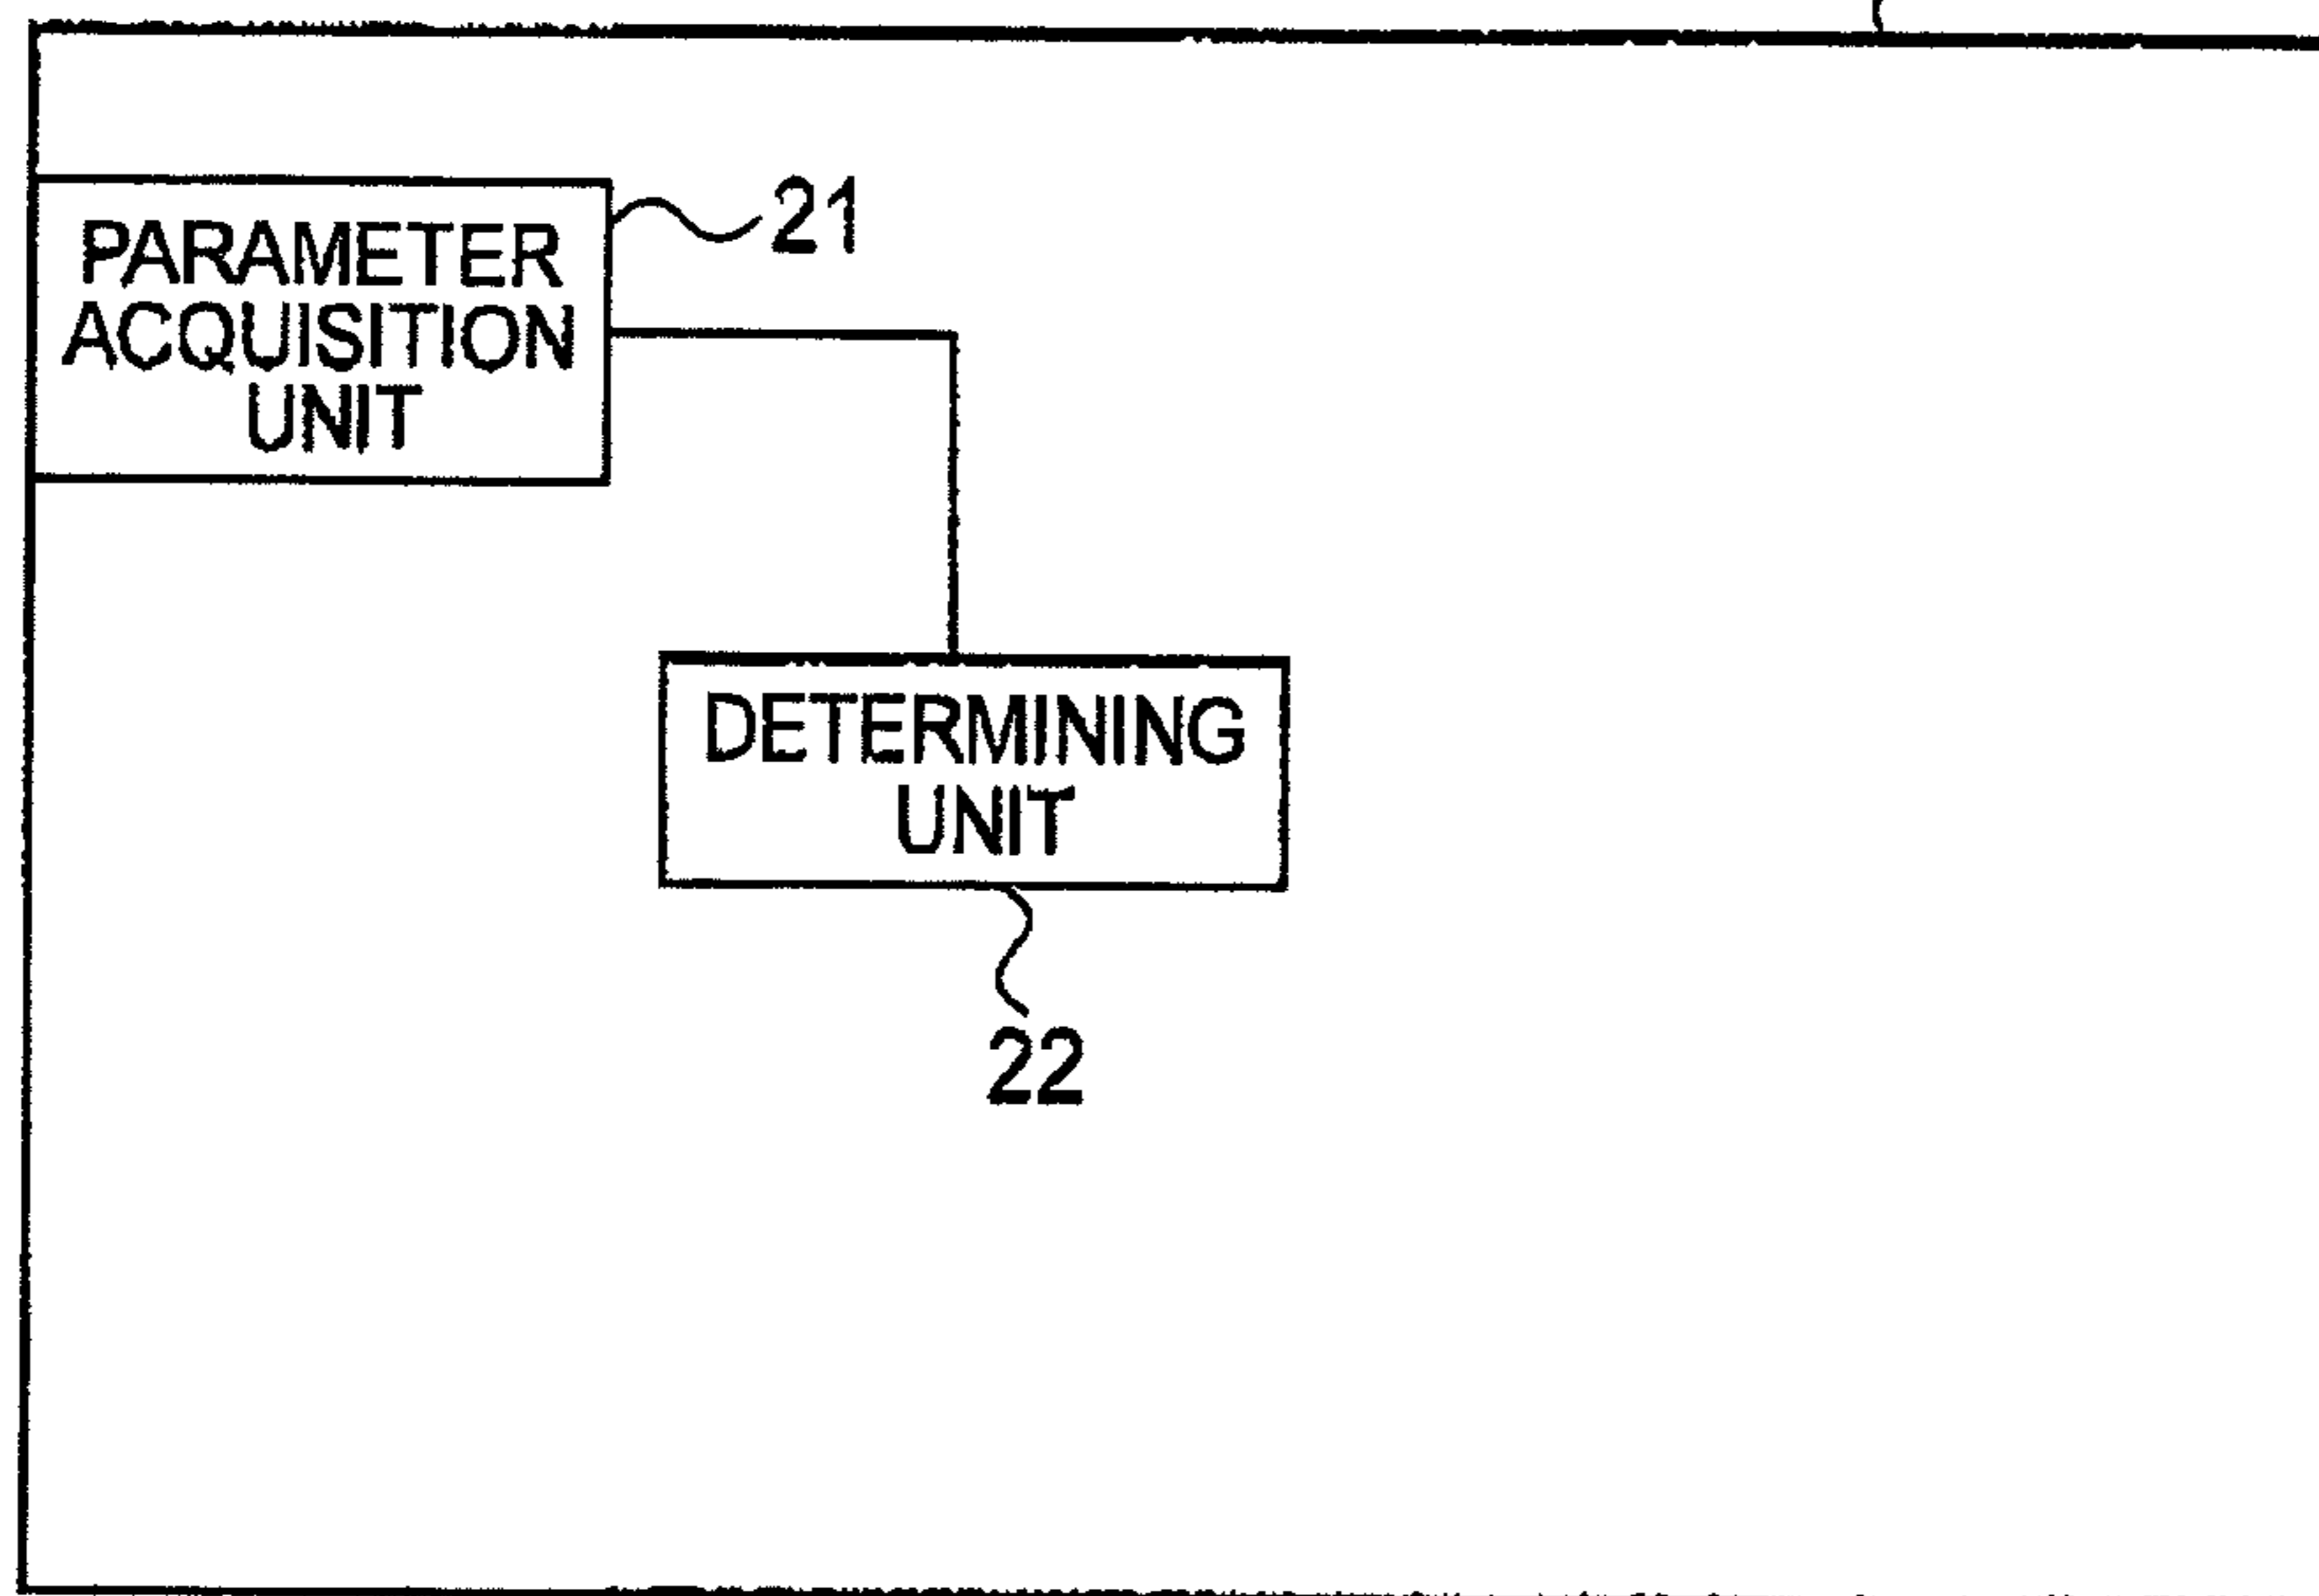 PARAMETER
ACQUISITION
UNIT
21
DETERMINING
UNIT
22